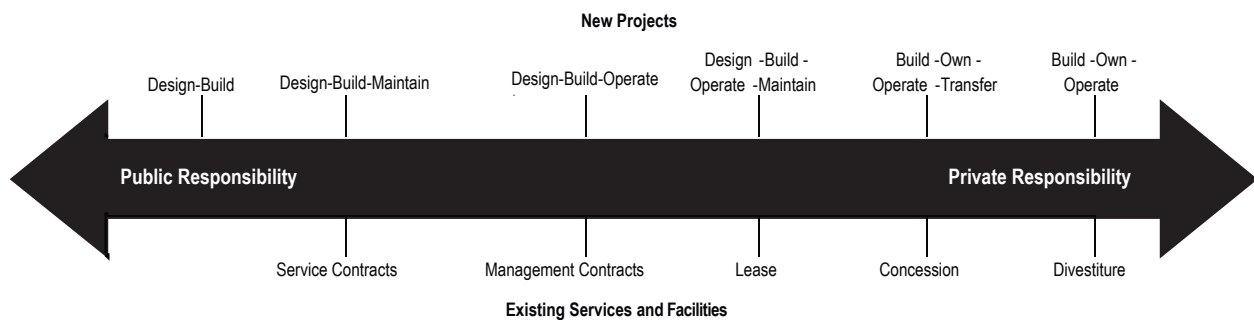 New Projects
Design-Build
Design-Build-Maintain
Design-Build-Operate
Design -Build -
Operate -Maintain
Build -Own -
Operate -Transfer
Build -Own -
Operate
Public Responsibility
Private Responsibility
Service Contracts
Management Contracts
Lease
Concession
Divestiture
Existing Services and Facilities